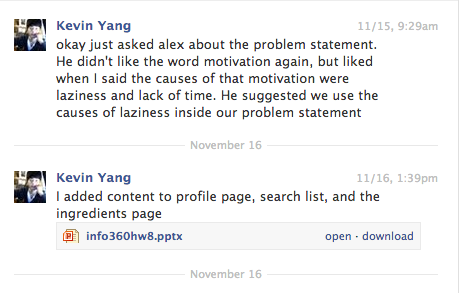 Kevin Yang 11/15, 9:29am
okay just asked alex about the problem statement.
He didn't like the word motivation again, but liked
when I said the causes of that motivation were
laziness and lack of time. He suggested we use the
causes of laziness inside our problem statement
November 16
Kevin Yang 11/16, 1:39pm
I added content to profile page, search list, and the
ingredients page
info360hw8.pptx open · download
November 16